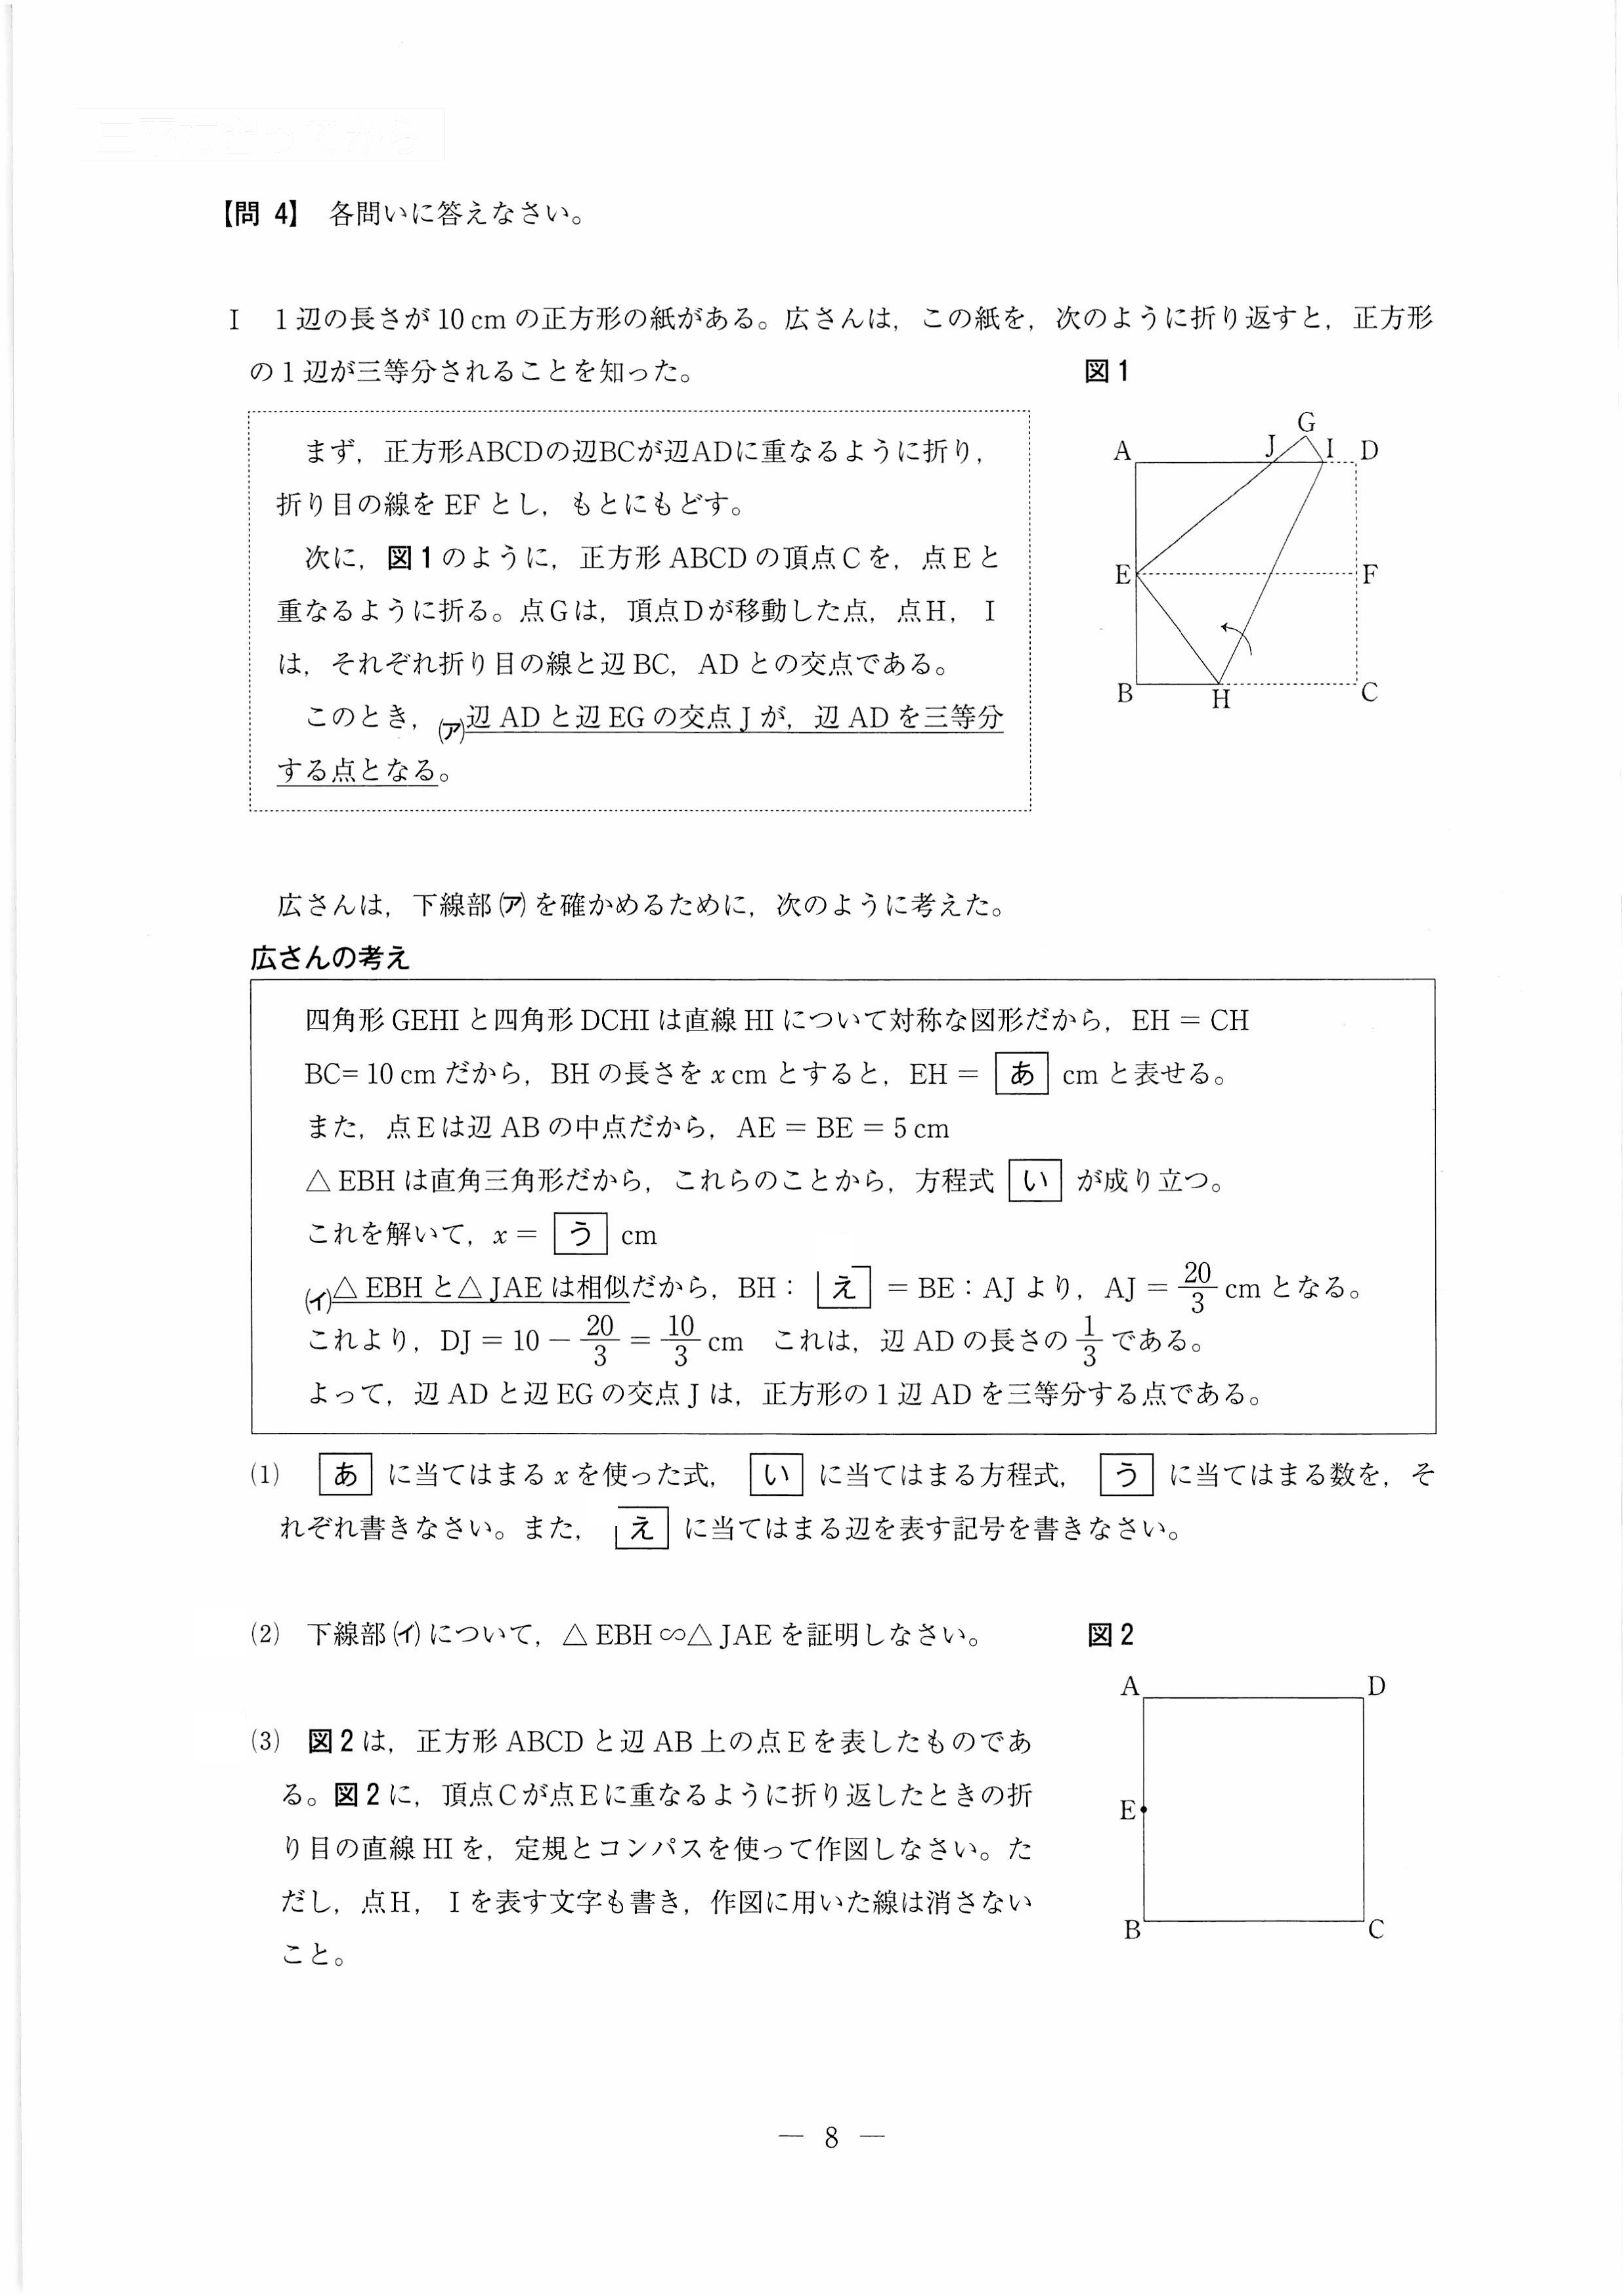 【問 4】 各問いに答えなさい。
Ⅰ 1辺の長さが10 cmの正方形の紙がある。広さんは，この紙を，次のように折り返すと，正方形
の1辺が三等分されることを知った。
図1
まず，正方形ABCDの辺BCが辺ADに重なるように折り，
折り目の線をEFとし，もとにもどす。
次に，図1のように，正方形ABCDの頂点Cを，点Eと
重なるように折る。点Gは，頂点Dが移動した点，点H，I
は，それぞれ折り目の線と辺BC，ADとの交点である。
このとき，(ア)辺ADと辺EGの交点Jが，辺ADを三等分
する点となる。
G
A J I D
E F
B H C
広さんは，下線部(ア)を確かめるために，次のように考えた。
広さんの考え
四角形GEHIと四角形DCHIは直線HIについて対称な図形だから，EH = CH
BC= 10 cmだから，BHの長さをx cmとすると，EH = あ cmと表せる。
また，点Eは辺ABの中点だから，AE = BE = 5 cm
△EBHは直角三角形だから，これらのことから，方程式 い が成り立つ。
これを解いて，x = う cm
(イ)△EBHと△JAEは相似だから，BH： え = BE：AJより，AJ = 20/3 cmとなる。
これより，DJ = 10 − 20/3 = 10/3 cm これは，辺ADの長さの1/3である。
よって，辺ADと辺EGの交点Jは，正方形の1辺ADを三等分する点である。
(1) あ に当てはまるxを使った式， い に当てはまる方程式， う に当てはまる数を，そ
れぞれ書きなさい。また， え に当てはまる辺を表す記号を書きなさい。
(2) 下線部(イ)について，△EBH∽△JAEを証明しなさい。
(3) 図2は，正方形ABCDと辺AB上の点Eを表したものであ
る。図2に，頂点Cが点Eに重なるように折り返したときの折
り目の直線HIを，定規とコンパスを使って作図しなさい。た
だし，点H，Iを表す文字も書き，作図に用いた線は消さない
こと。
図2
A D
E
B C
— 8 —